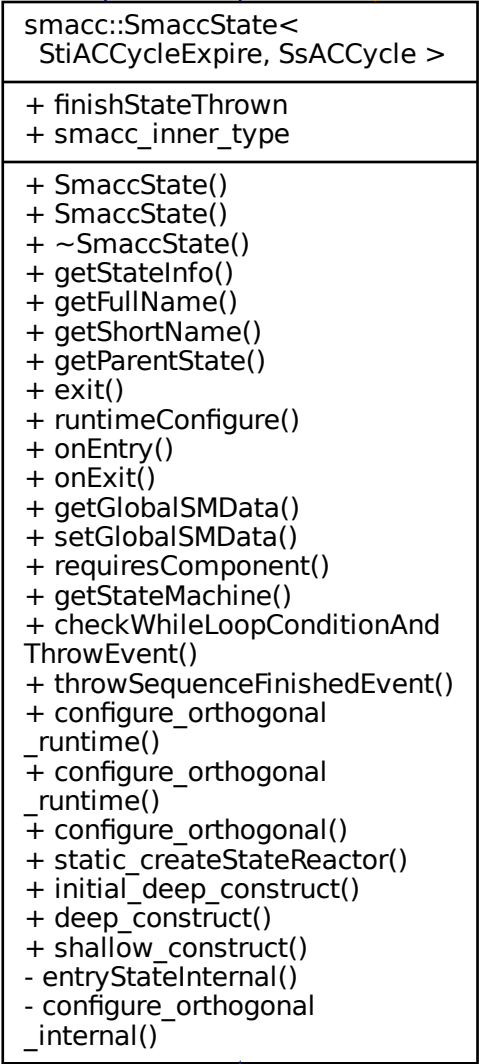 smacc::SmaccState<
StiACCycleExpire, SsACCycle >
+ finishStateThrown
+ smacc_inner_type
+ SmaccState()
+ SmaccState()
+ ~SmaccState()
+ getStateInfo()
+ getFullName()
+ getShortName()
+ getParentState()
+ exit()
+ runtimeConfigure()
+ onEntry()
+ onExit()
+ getGlobalSMData()
+ setGlobalSMData()
+ requiresComponent()
+ getStateMachine()
+ checkWhileLoopConditionAnd
ThrowEvent()
+ throwSequenceFinishedEvent()
+ configure_orthogonal
_runtime()
+ configure_orthogonal
_runtime()
+ configure_orthogonal()
+ static_createStateReactor()
+ initial_deep_construct()
+ deep_construct()
+ shallow_construct()
- entryStateInternal()
- configure_orthogonal
_internal()